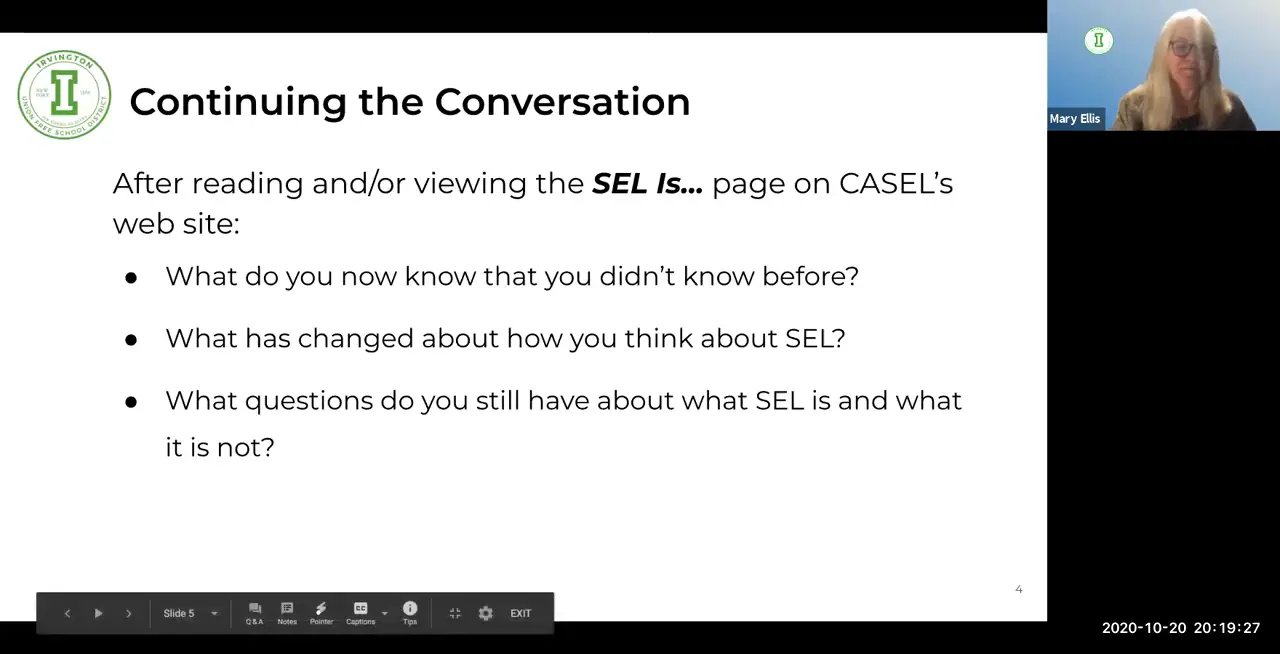 IRVINGTON
UNION FREE SCHOOL DISTRICT
Continuing the Conversation
After reading and/or viewing the SEL Is... page on CASEL’s
web site:
● What do you now know that you didn’t know before?
● What has changed about how you think about SEL?
● What questions do you still have about what SEL is and what
it is not?
4
Slide 5
Q & A
Notes
Pointer
CC
Captions
Tips
EXIT
I
Mary Ellis
2020-10-20 20:19:27